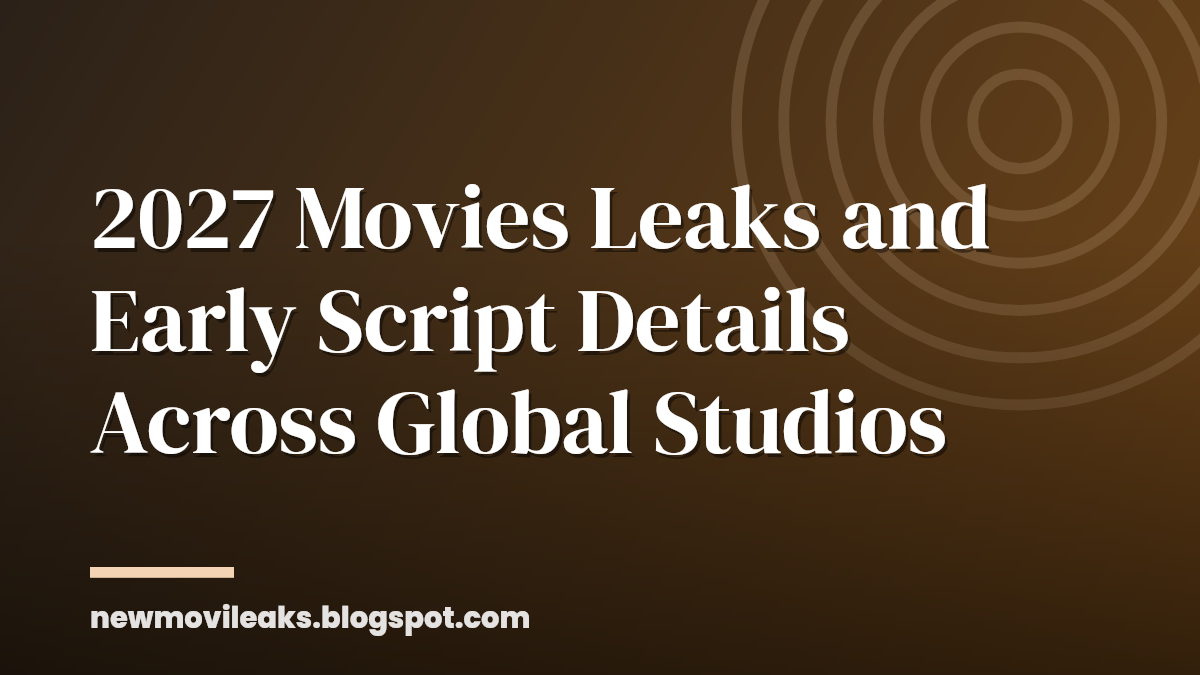 2027 Movies Leaks and
Early Script Details
Across Global Studios
newmovileaks.blogspot.com